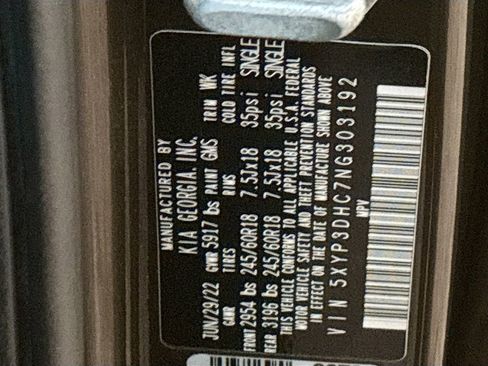 MANUFACTURED BY
KIA GEORGIA, INC.
JUN/29/22 GVWR 5917 lbs PAINT GMS TRIM WK
GAWR TIRES RIMS COLD TIRE INFL
FRONT 2954 lbs 245/60R18 7.5Jx18 35psi SINGLE
REAR 3196 lbs 245/60R18 7.5Jx18 35psi SINGLE
THIS VEHICLE CONFORMS TO ALL APPLICABLE U.S.A. FEDERAL
MOTOR VEHICLE SAFETY AND THEFT PREVENTION STANDARDS
IN EFFECT ON THE DATE OF MANUFACTURE SHOWN ABOVE
VIN 5XYP3DHC7NG303192
MPV